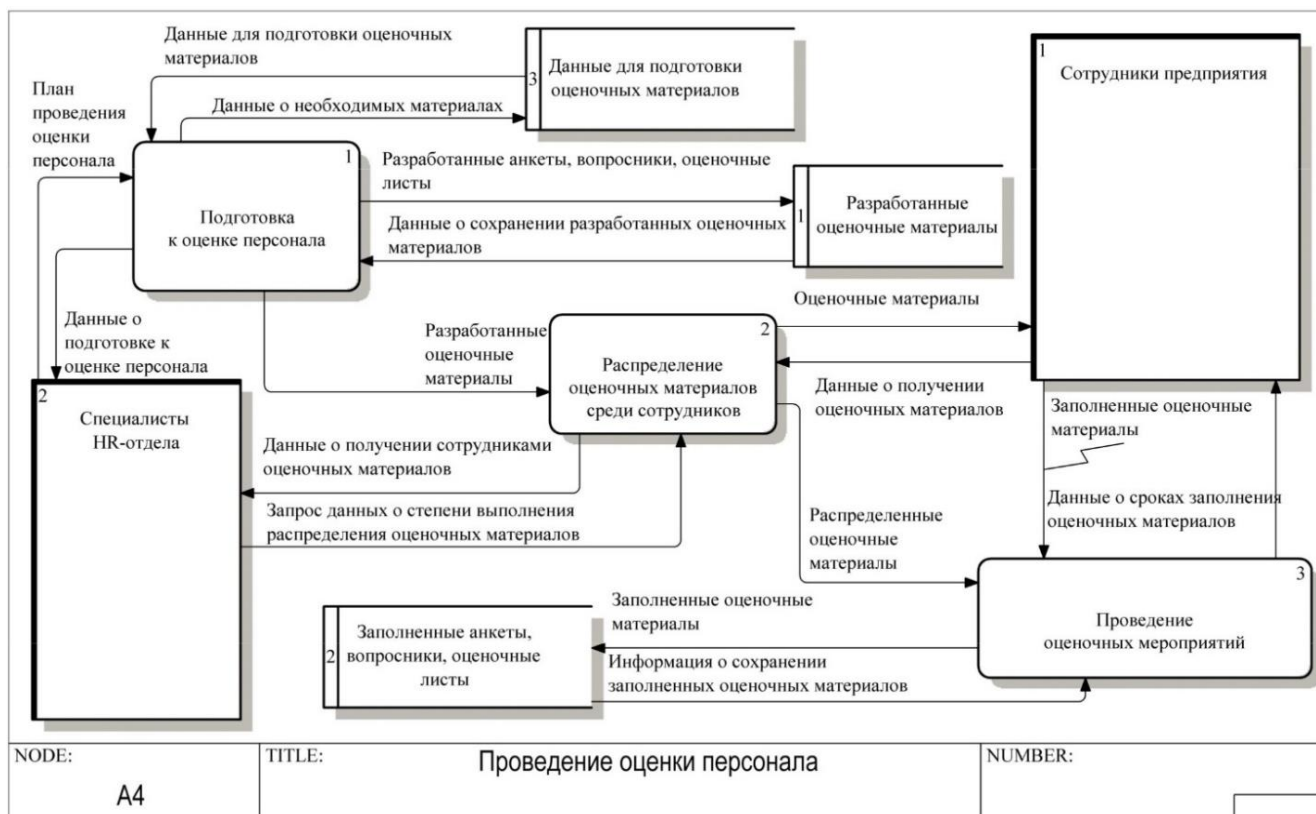 Данные для подготовки оценочных
материалов
План
проведения
оценки
персонала
3
Данные для подготовки
оценочных материалов
Данные о необходимых материалах
1
Сотрудники предприятия
1
Подготовка
к оценке персонала
Разработанные анкеты, вопросники, оценочные
листы
Данные о сохранении разработанных оценочных
материалов
1
Разработанные
оценочные материалы
Данные о
подготовке к
оценке персонала
Разработанные
оценочные
материалы
2
Распределение
оценочных материалов
среди сотрудников
Оценочные материалы
Данные о получении
оценочных материалов
2
Специалисты
HR-отдела
Данные о получении сотрудниками
оценочных материалов
Запрос данных о степени выполнения
распределения оценочных материалов
Заполненные оценочные
материалы
Данные о сроках заполнения
оценочных материалов
Распределенные
оценочные
материалы
3
Проведение
оценочных мероприятий
2
Заполненные анкеты,
вопросники, оценочные
листы
Заполненные оценочные
материалы
Информация о сохранении
заполненных оценочных материалов
NODE:
A4
TITLE:
Проведение оценки персонала
NUMBER: